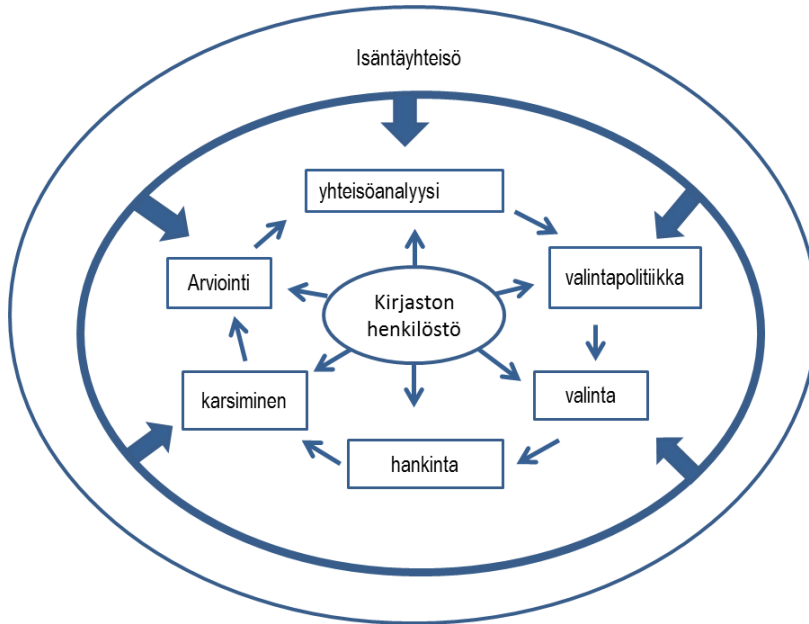 Isäntäyhteisö
yhteisöanalyysi
Arviointi
valintapolitiikka
Kirjaston
henkilöstö
karsiminen
valinta
hankinta